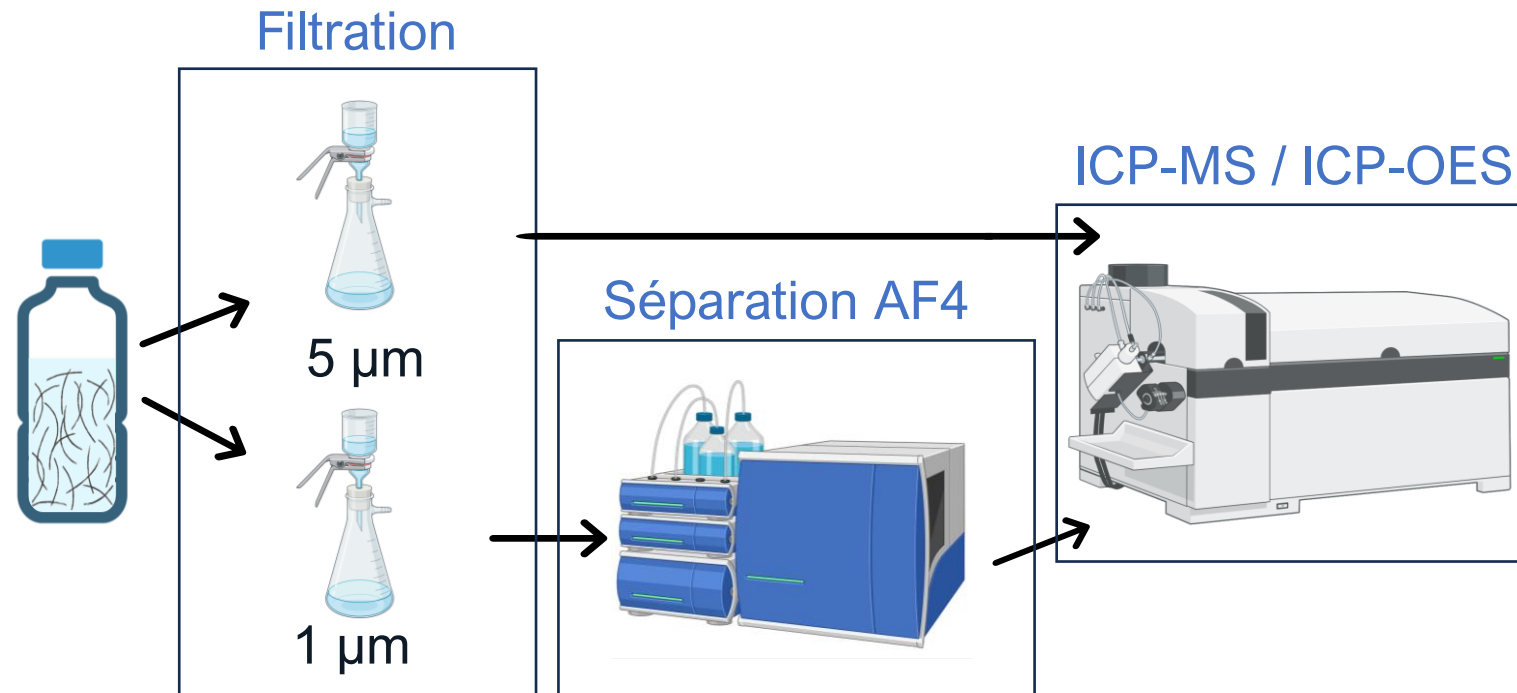 Filtration
5 µm
1 µm
Séparation AF4
ICP-MS / ICP-OES